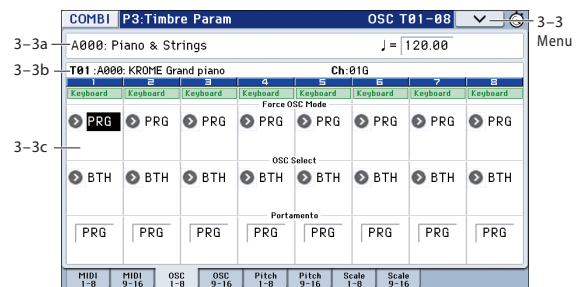 COMBI P3:Timbre Param OSC T01-08
3-3
Menu
3-3a
A000: Piano & Strings ♩= 120.00
3-3b
T01 :A000: KROME Grand piano Ch:01G
1 2 3 4 5 6 7 8
Keyboard Keyboard Keyboard Keyboard Keyboard Keyboard Keyboard Keyboard
Force OSC Mode
PRG PRG PRG PRG PRG PRG PRG PRG
3-3c
OSC Select
BTH BTH BTH BTH BTH BTH BTH BTH
Portamento
PRG PRG PRG PRG PRG PRG PRG PRG
MIDI 1-8 MIDI 9-16 OSC 1-8 OSC 9-16 Pitch 1-8 Pitch 9-16 Scale 1-8 Scale 9-16